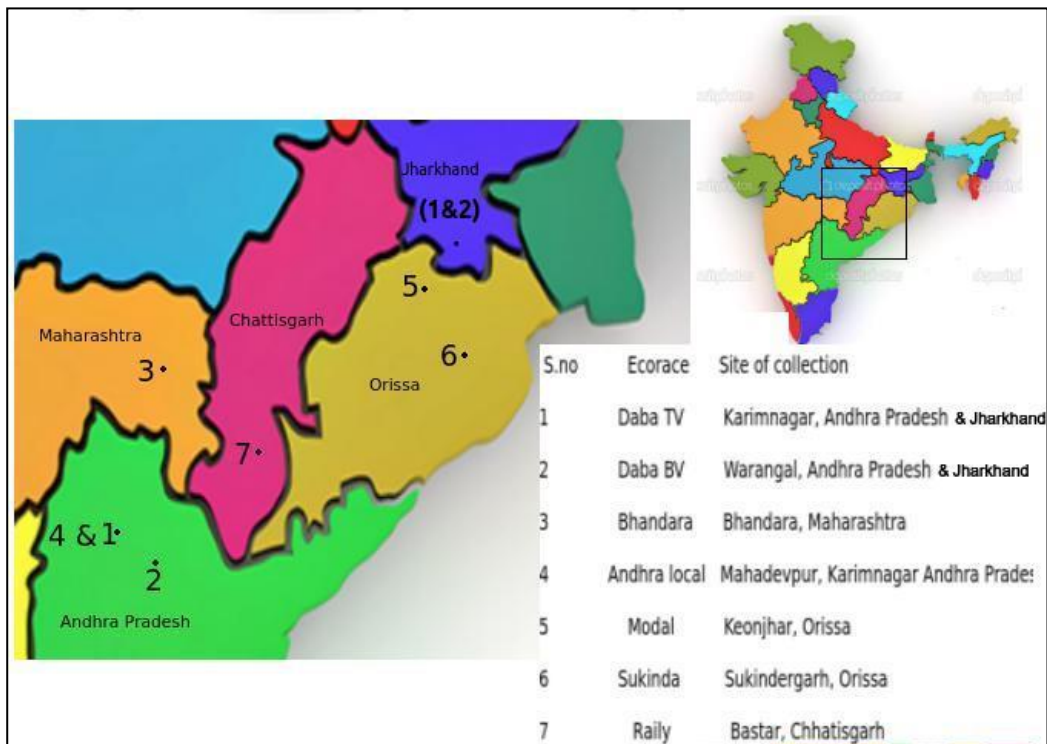 Jharkhand
(1&2)
5
Maharashtra
Chattisgarh
3
6
Orissa
7
4 &1
2
Andhra Pradesh
S.no Ecorace Site of collection
1 Daba TV Karimnagar, Andhra Pradesh & Jharkhand
2 Daba BV Warangal, Andhra Pradesh & Jharkhand
3 Bhandara Bhandara, Maharashtra
4 Andhra local Mahadevpur, Karimnagar Andhra Prades
5 Modal Keonjhar, Orissa
6 Sukinda Sukindergarh, Orissa
7 Raily Bastar, Chhatisgarh